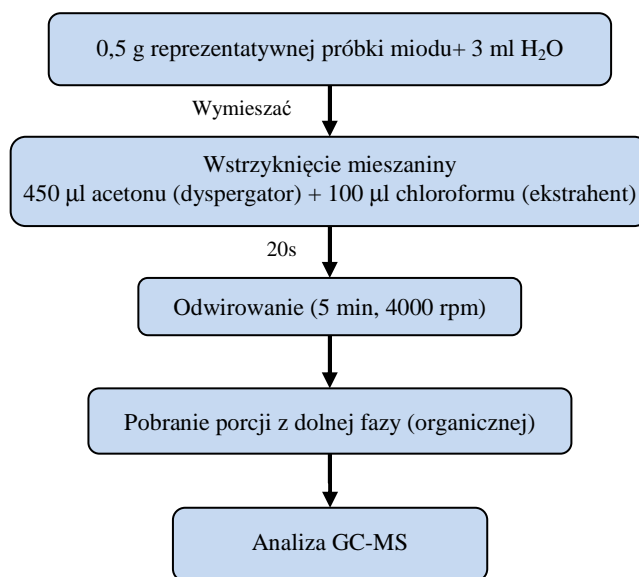 0,5 g reprezentatywnej próbki miodu+ 3 ml H₂O
Wymieszać
Wstrzyknięcie mieszaniny
450 µl acetonu (dyspergator) + 100 µl chloroformu (ekstrahent)
20s
Odwirowanie (5 min, 4000 rpm)
Pobranie porcji z dolnej fazy (organicznej)
Analiza GC-MS